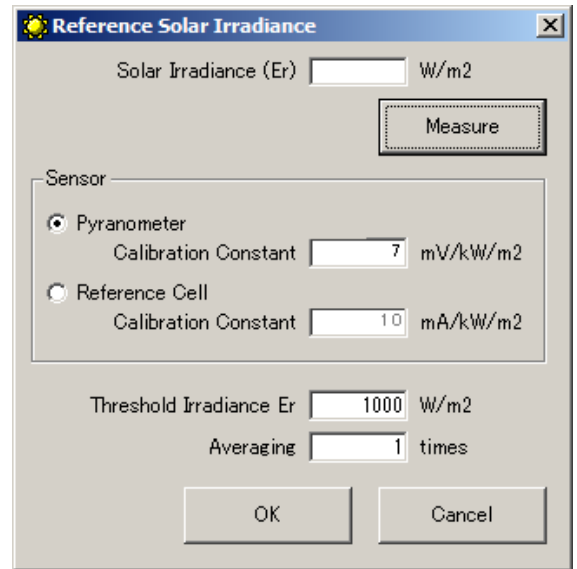 Reference Solar Irradiance
Solar Irradiance (Er) W/m2
Measure
Sensor
Pyranometer
Calibration Constant 7 mV/kW/m2
Reference Cell
Calibration Constant 10 mA/kW/m2
Threshold Irradiance Er 1000 W/m2
Averaging 1 times
OK Cancel